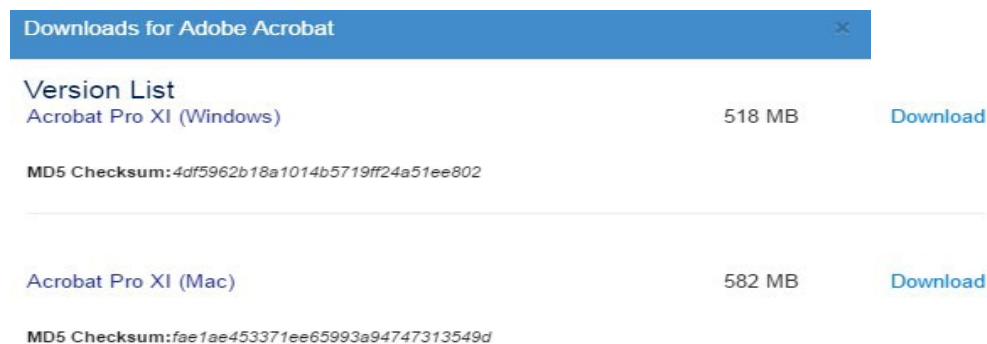 Downloads for Adobe Acrobat ×
Version List
Acrobat Pro XI (Windows) 518 MB Download
MD5 Checksum:4df5962b18a1014b5719ff24a51ee802
Acrobat Pro XI (Mac) 582 MB Download
MD5 Checksum:fae1ae453371ee65993a94747313549d